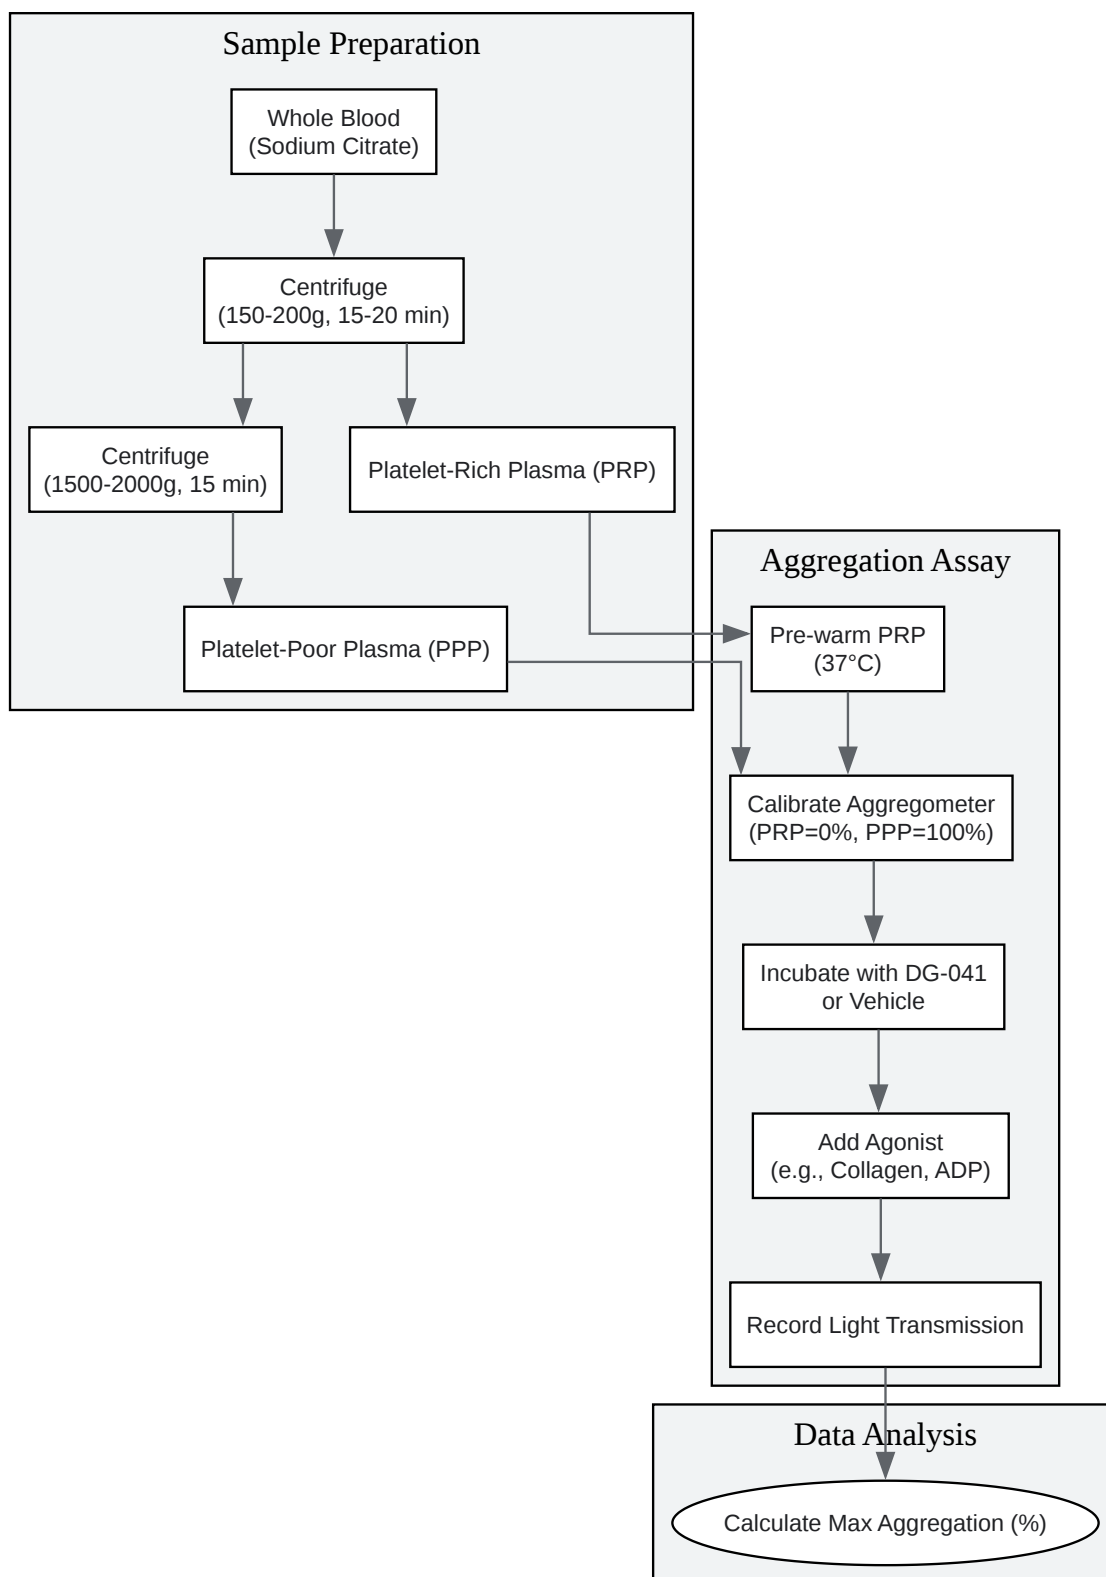 Sample Preparation
Whole Blood
(Sodium Citrate)
Centrifuge
(150-200g, 15-20 min)
Centrifuge
(1500-2000g, 15 min)
Platelet-Rich Plasma (PRP)
Platelet-Poor Plasma (PPP)
Aggregation Assay
Pre-warm PRP
(37°C)
Calibrate Aggregometer
(PRP=0%, PPP=100%)
Incubate with DG-041
or Vehicle
Add Agonist
(e.g., Collagen, ADP)
Record Light Transmission
Data Analysis
Calculate Max Aggregation (%)